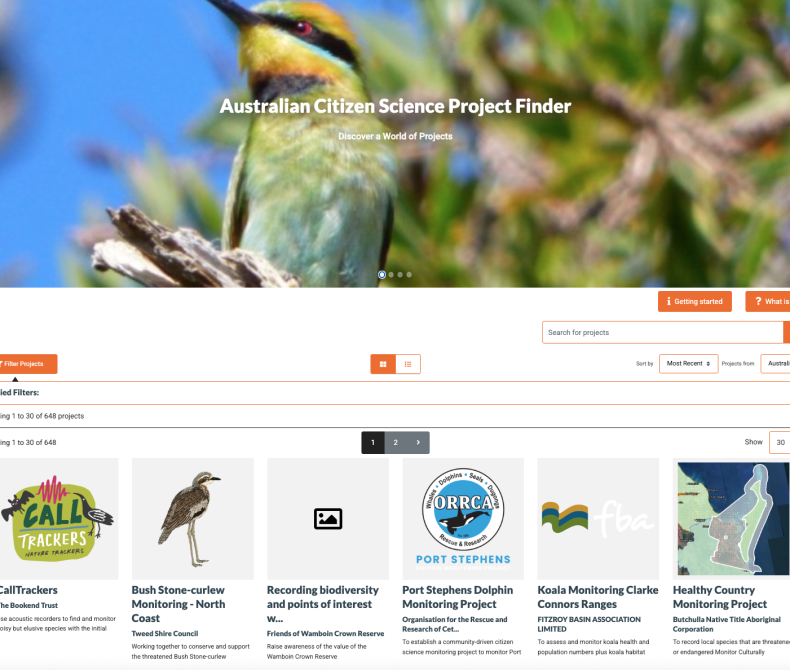 Australian Citizen Science Project Finder
Discover a World of Projects
Getting started
What is
Search for projects
Filter Projects
Sort by
Most Recent
Projects from
Australi
ied Filters:
ing 1 to 30 of 648 projects
ing 1 to 30 of 648
1 2 ›
Show
30
CALL
TRACKERS
NATURE TRACKERS
Whales • Dolphins • Seals • Dugongs
ORRCA
Rescue & Research
PORT STEPHENS
fba
CallTrackers
The Bookend Trust
se acoustic recorders to find and monitor
oisy but elusive species with the initial
Bush Stone-curlew
Monitoring - North
Coast
Tweed Shire Council
Working together to conserve and support
the threatened Bush Stone-curlew
Recording biodiversity
and points of interest
w...
Friends of Wamboin Crown Reserve
Raise awareness of the value of the
Wamboin Crown Reserve
Port Stephens Dolphin
Monitoring Project
Organisation for the Rescue and
Research of Cet...
To establish a community-driven citizen
science monitoring project to monitor Port
Koala Monitoring Clarke
Connors Ranges
FITZROY BASIN ASSOCIATION
LIMITED
To assess and monitor koala health and
population numbers plus koala habitat
Healthy Country
Monitoring Project
Butchulla Native Title Aboriginal
Corporation
To record local species that are threatene
or endangered Monitor Culturally